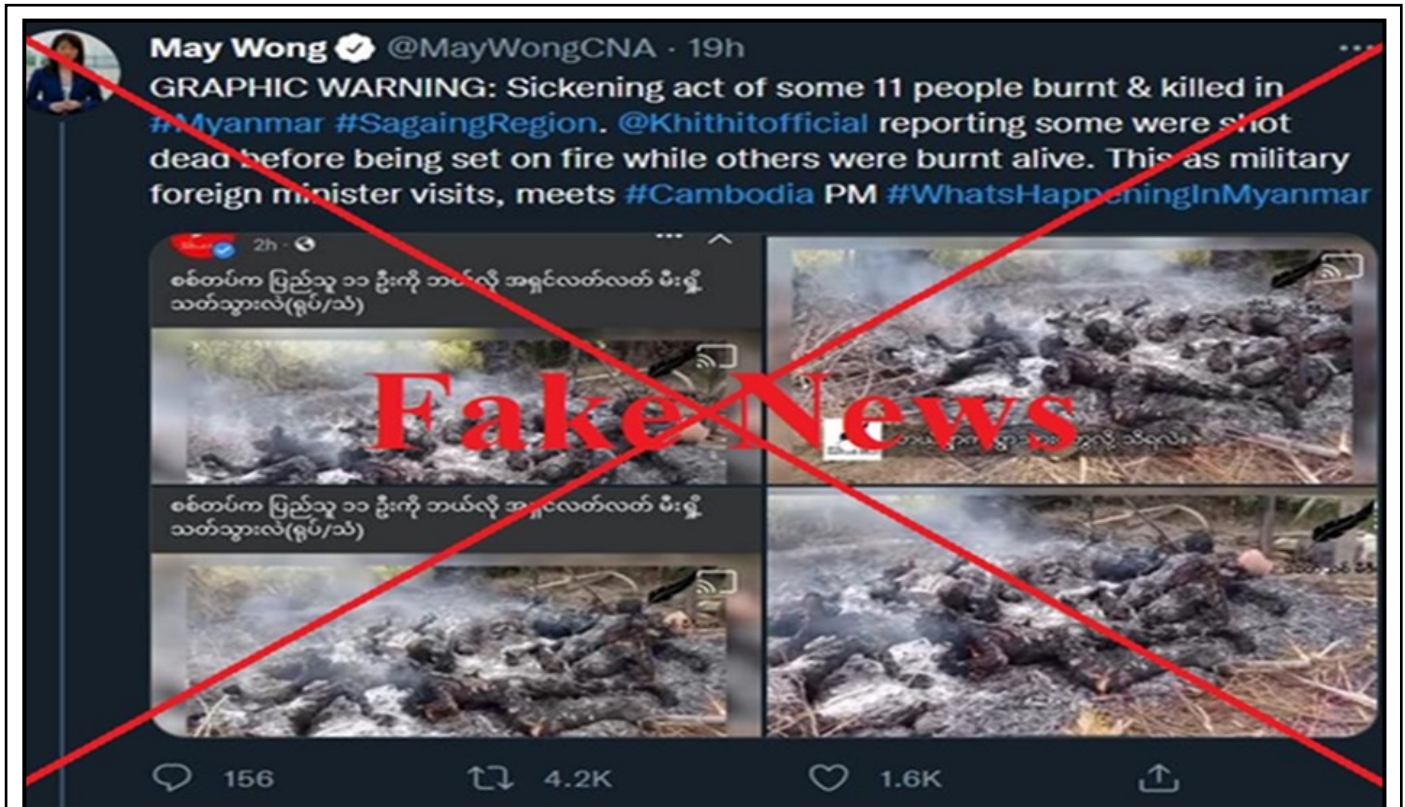 May Wong @MayWongCNA · 19h
GRAPHIC WARNING: Sickening act of some 11 people burnt & killed in
#Myanmar #SagaingRegion. @Khithitofficial reporting some were shot
dead before being set on fire while others were burnt alive. This as military
foreign minister visits, meets #Cambodia PM #WhatsHappeningInMyanmar
2h ·
စစ်တပ်က ပြည်သူ ၁၁ ဦးကို ဘယ်လို အရှင်လတ်လတ် မီးရှို့
သတ်သွားလဲ(ရုပ်/သံ)
Fake News
စစ်တပ်က ပြည်သူ ၁၁ ဦးကို ဘယ်လို အရှင်လတ်လတ် မီးရှို့
သတ်သွားလဲ(ရုပ်/သံ)
156
4.2K
1.6K